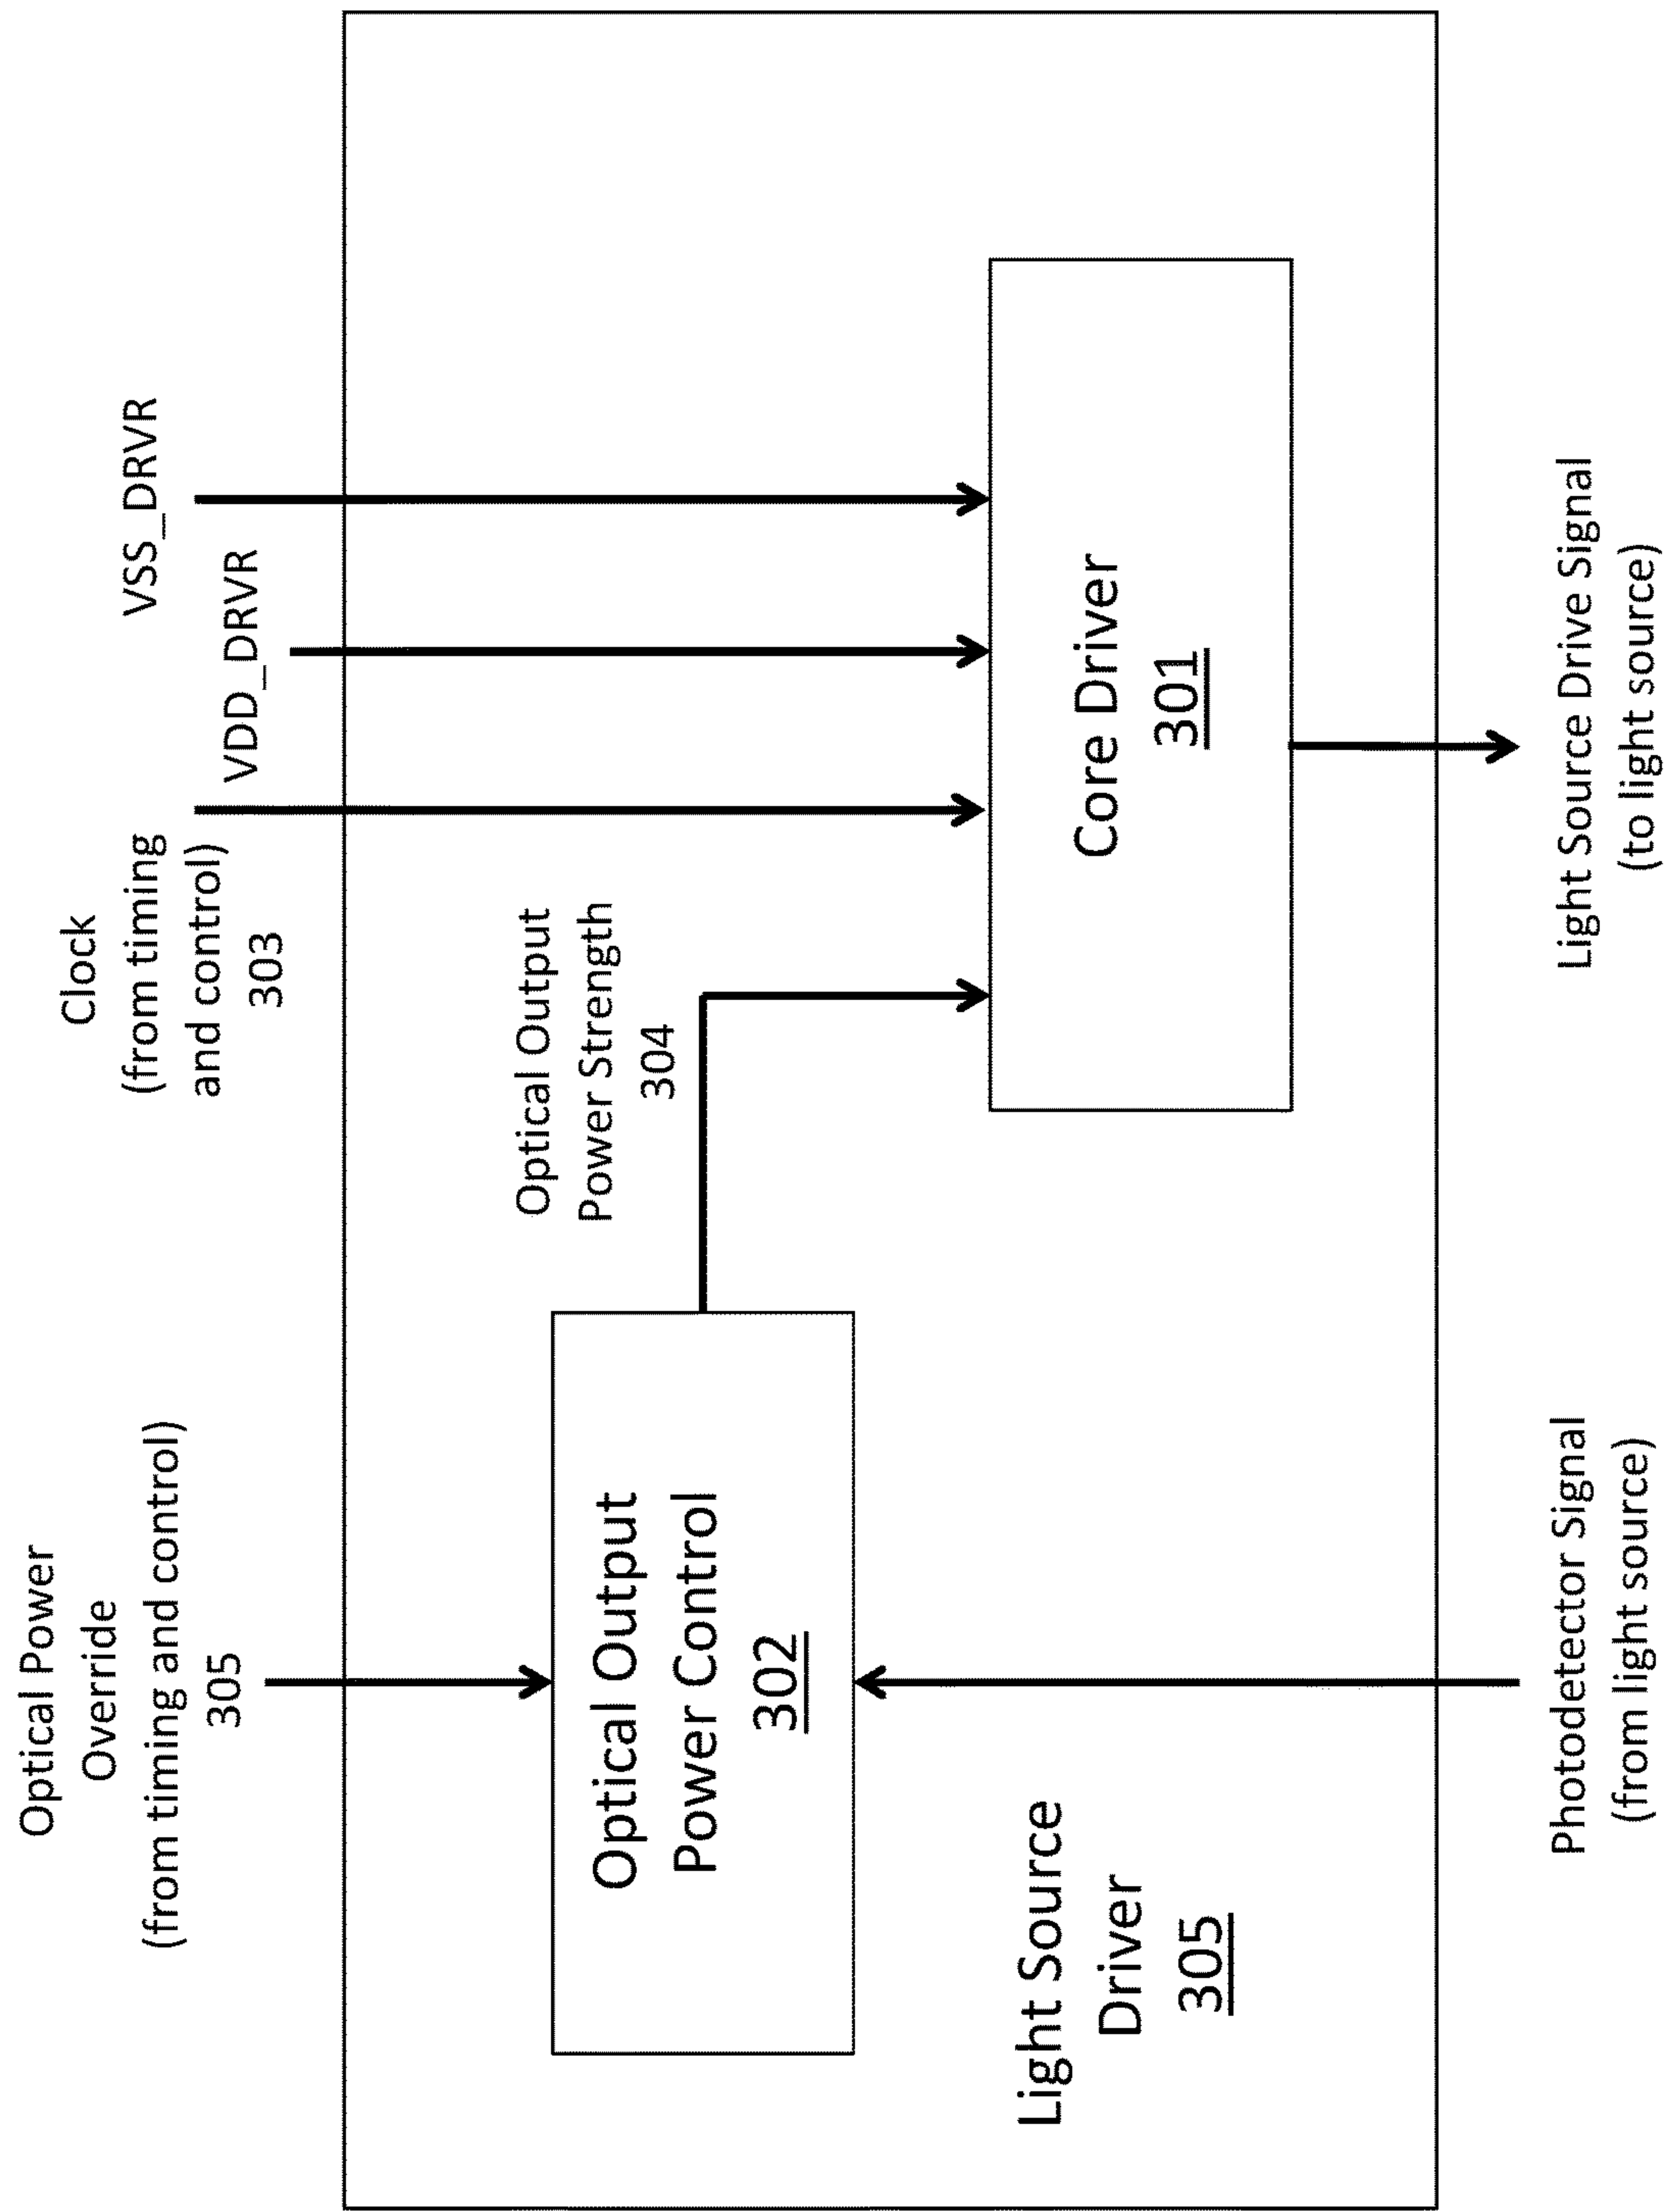 Optical Power
Override
(from timing and control)
305
Clock
(from timing
and control)
303
VDD_DRVR
VSS_DRVR
Optical Output
Power Strength
304
Optical Output
Power Control
302
Core Driver
301
Light Source
Driver
305
Photodetector Signal
(from light source)
Light Source Drive Signal
(to light source)